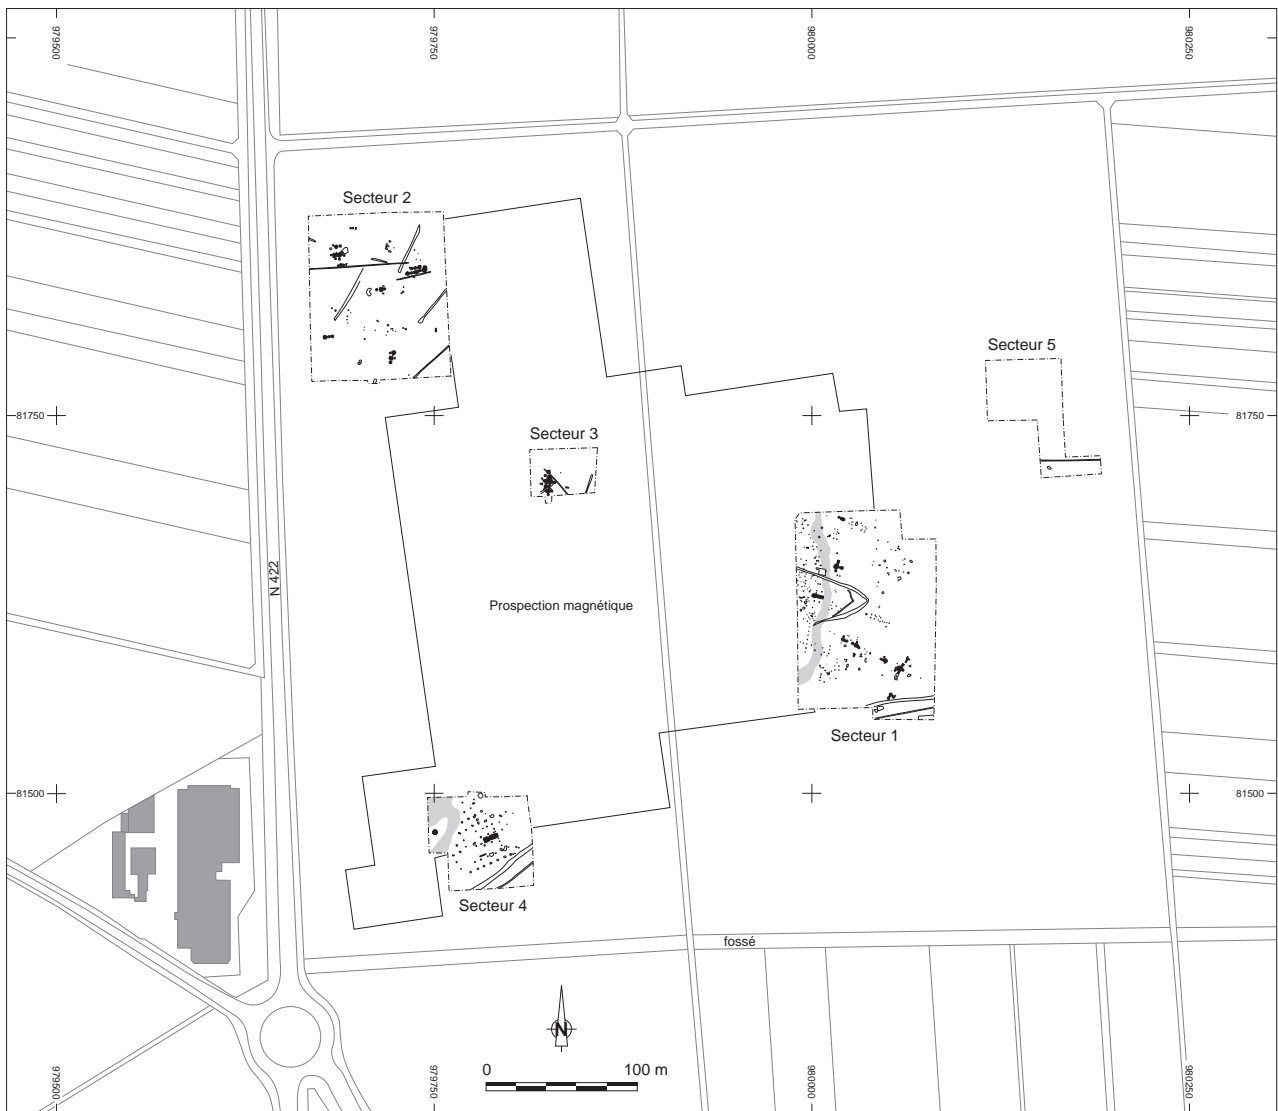 979500
979750
980000
980250
Secteur 2
Secteur 5
81750
81750
Secteur 3
N 422
Prospection magnétique
Secteur 1
81500
81500
Secteur 4
fossé
N
0 100 m
979500
979750
980000
980250